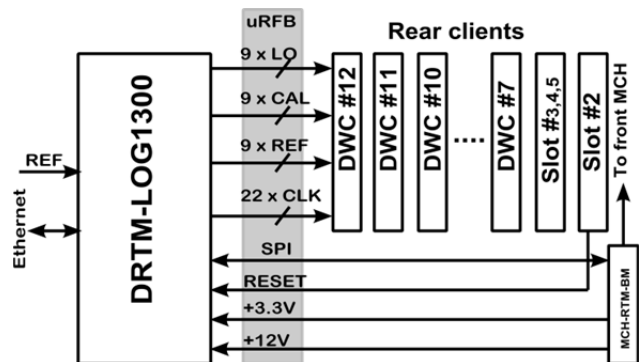 uRFB
Rear clients
9 x LO
9 x CAL
9 x REF
22 x CLK
DRTM-LOG1300
REF
Ethernet
DWC #12
DWC #11
DWC #10
....
DWC #7
Slot #3,4,5
Slot #2
To front MCH
SPI
RESET
+3.3V
+12V
MCH-RTM-BM